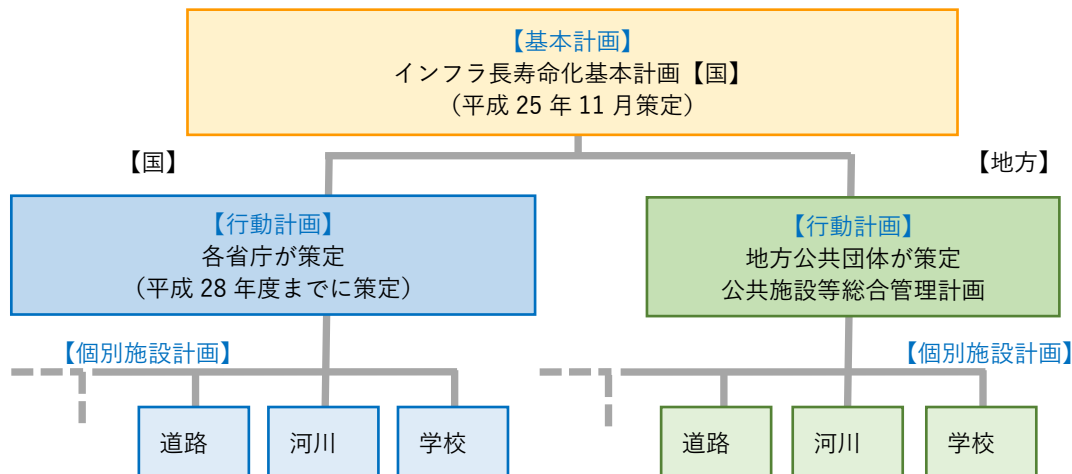 【基本計画】
インフラ長寿命化基本計画【国】
（平成 25 年 11 月策定）
【国】
【地方】
【行動計画】
各省庁が策定
（平成 28 年度までに策定）
【行動計画】
地方公共団体が策定
公共施設等総合管理計画
【個別施設計画】
【個別施設計画】
道路
河川
学校
道路
河川
学校